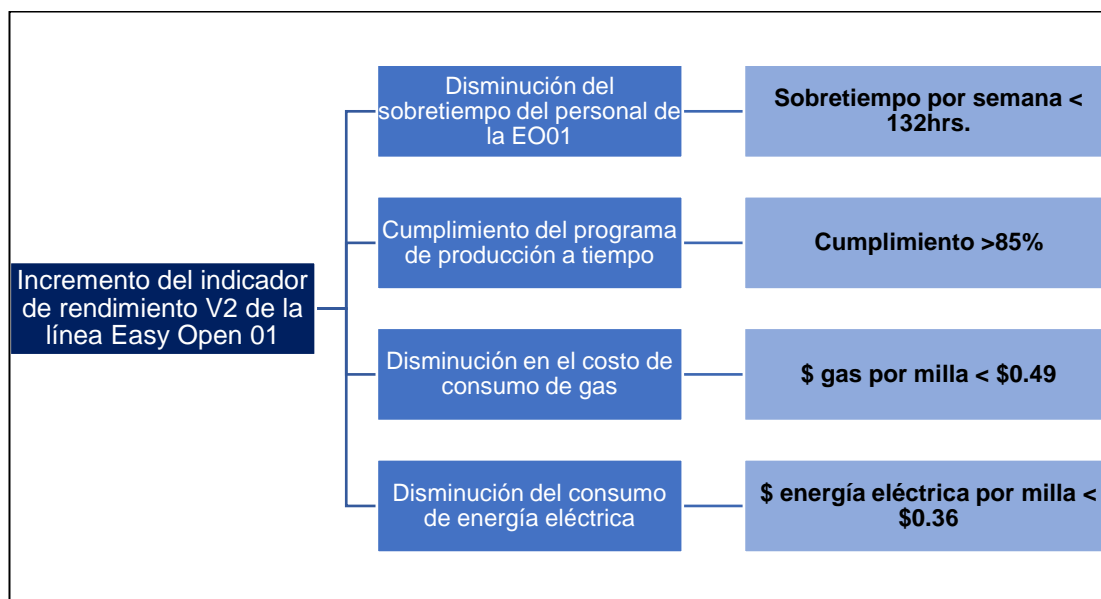 Disminución del
sobretiempo del personal de
la EO01
Sobretiempo por semana <
132hrs.
Cumplimiento del programa
de producción a tiempo
Cumplimiento >85%
Incremento del indicador
de rendimiento V2 de la
línea Easy Open 01
Disminución en el costo de
consumo de gas
$ gas por milla < $0.49
Disminución del consumo
de energía eléctrica
$ energía eléctrica por milla <
$0.36